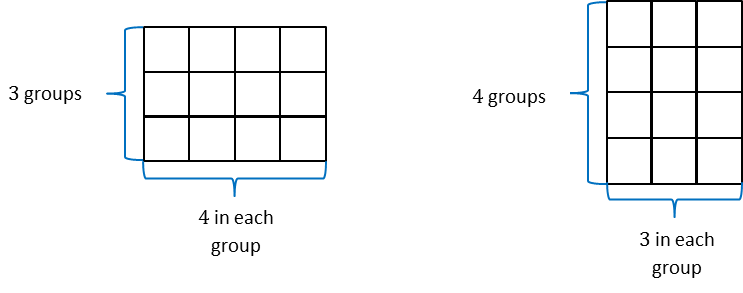 3 groups
4 in each
group
4 groups
3 in each
group